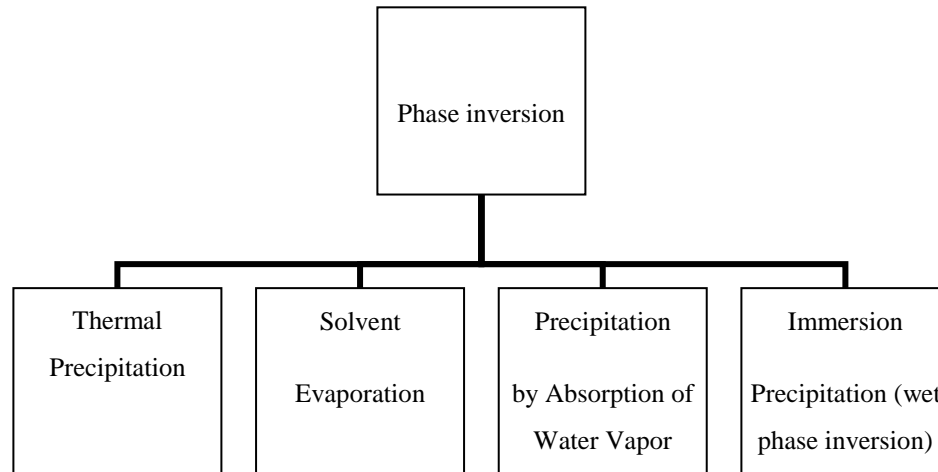 Phase inversion
Thermal
Precipitation
Solvent
Evaporation
Precipitation
by Absorption of
Water Vapor
Immersion
Precipitation (wet
phase inversion)